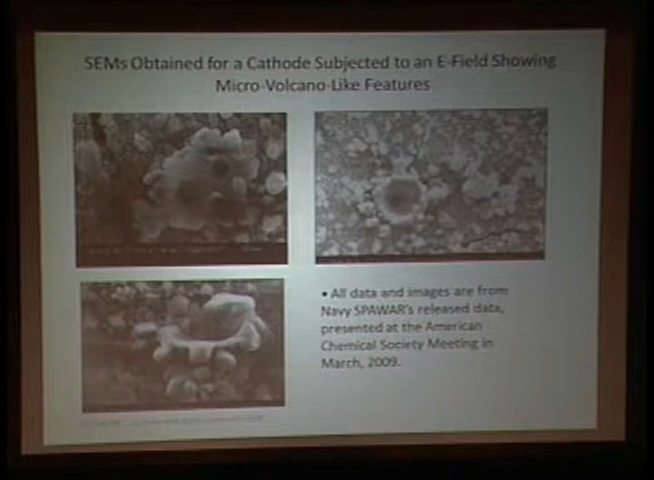 SEMs Obtained for a Cathode Subjected to an E-Field Showing
Micro-Volcano-Like Features
• All data and images are from
Navy SPAWAR's released data,
presented at the American
Chemical Society Meeting in
March, 2009.